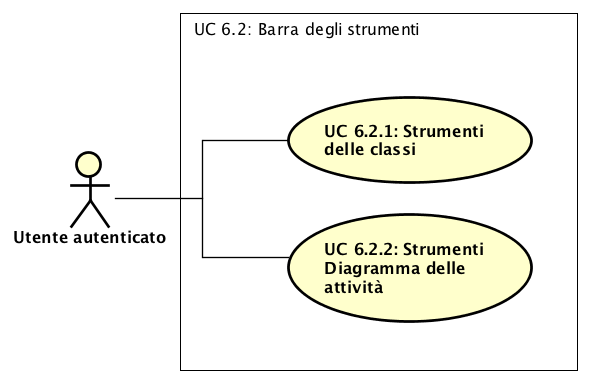 UC 6.2: Barra degli strumenti
UC 6.2.1: Strumenti
delle classi
Utente autenticato
UC 6.2.2: Strumenti
Diagramma delle
attività